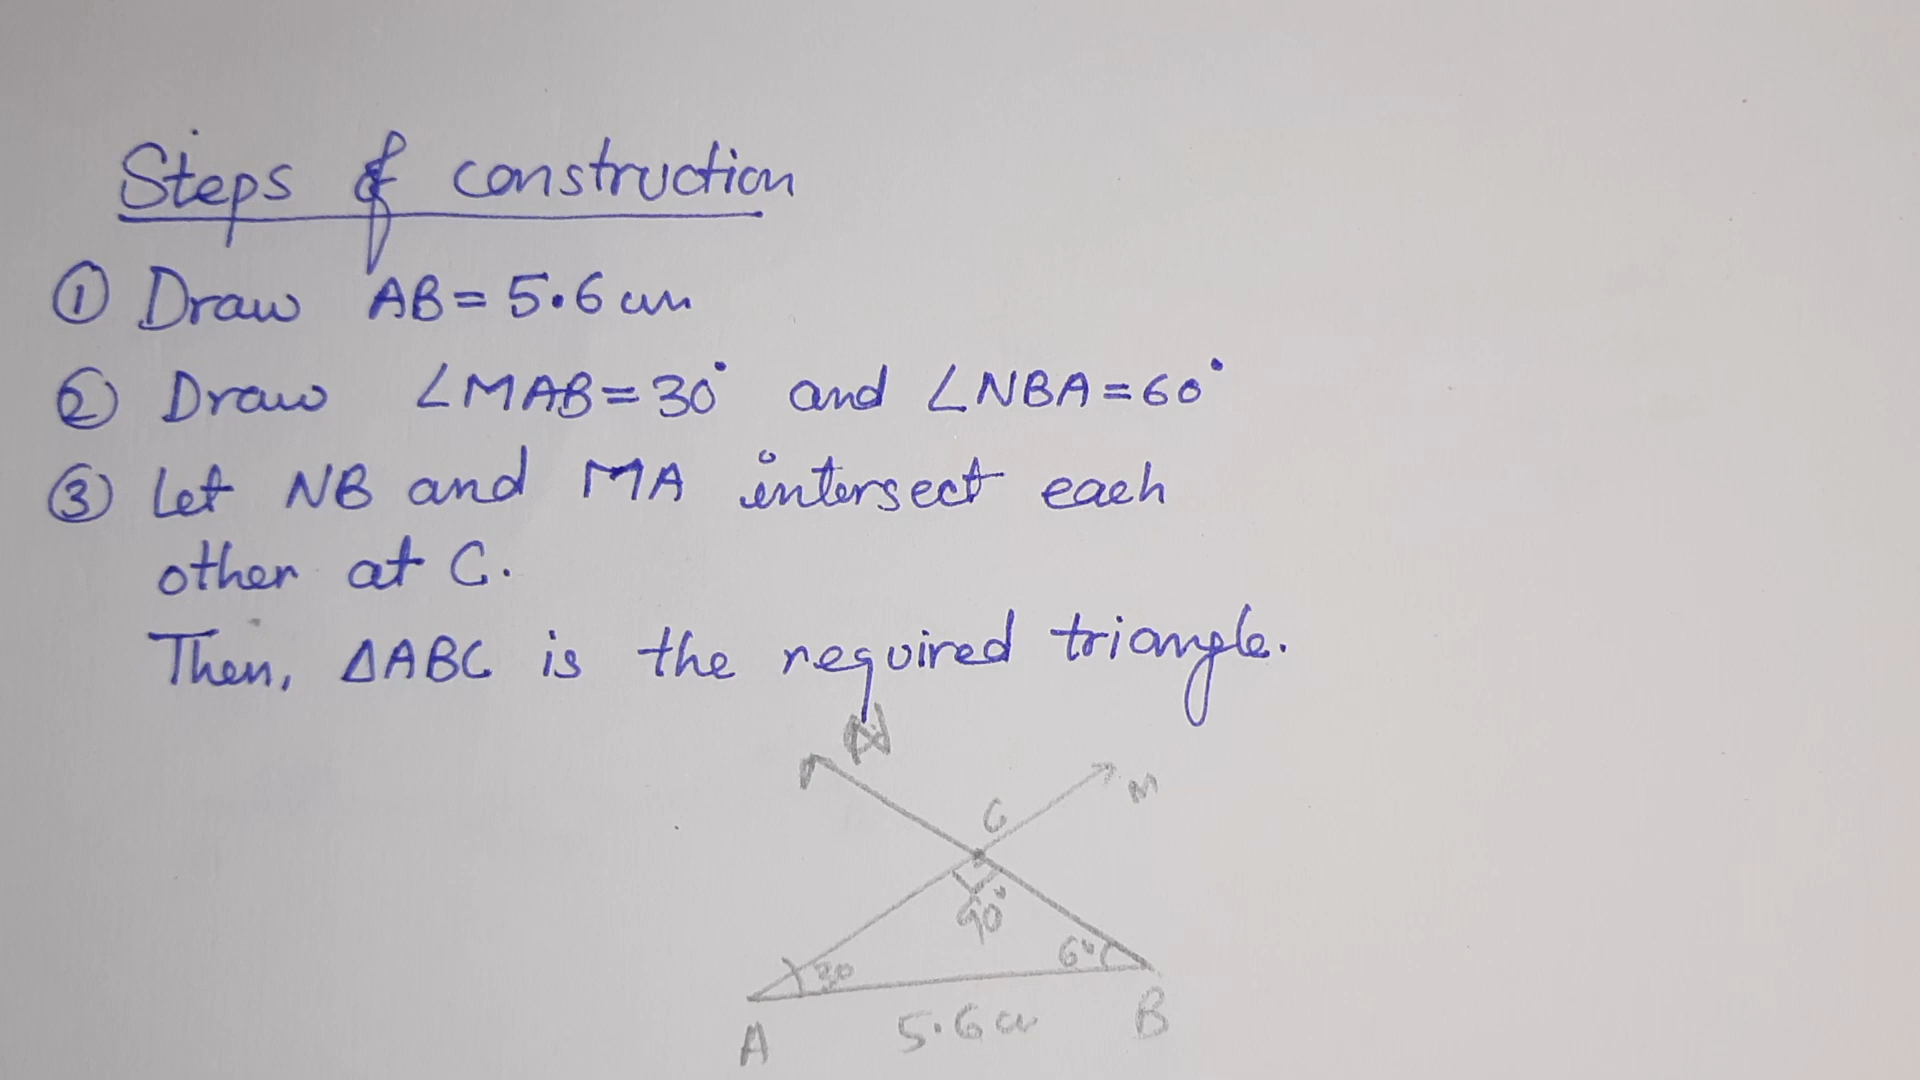 Steps of construction
① Draw AB = 5.6 cm
② Draw ∠MAB = 30° and ∠NBA = 60°
③ Let NB and MA intersect each
other at C.
Then, ΔABC is the required triangle.
N
M
C
90°
30
60
A
5.6 cm
B